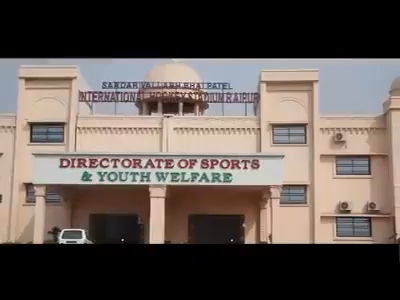 SARDAR VALLABH BHAI PATEL
INTERNATIONAL HOCKEY STADIUM RAIPUR
DIRECTORATE OF SPORTS
& YOUTH WELFARE